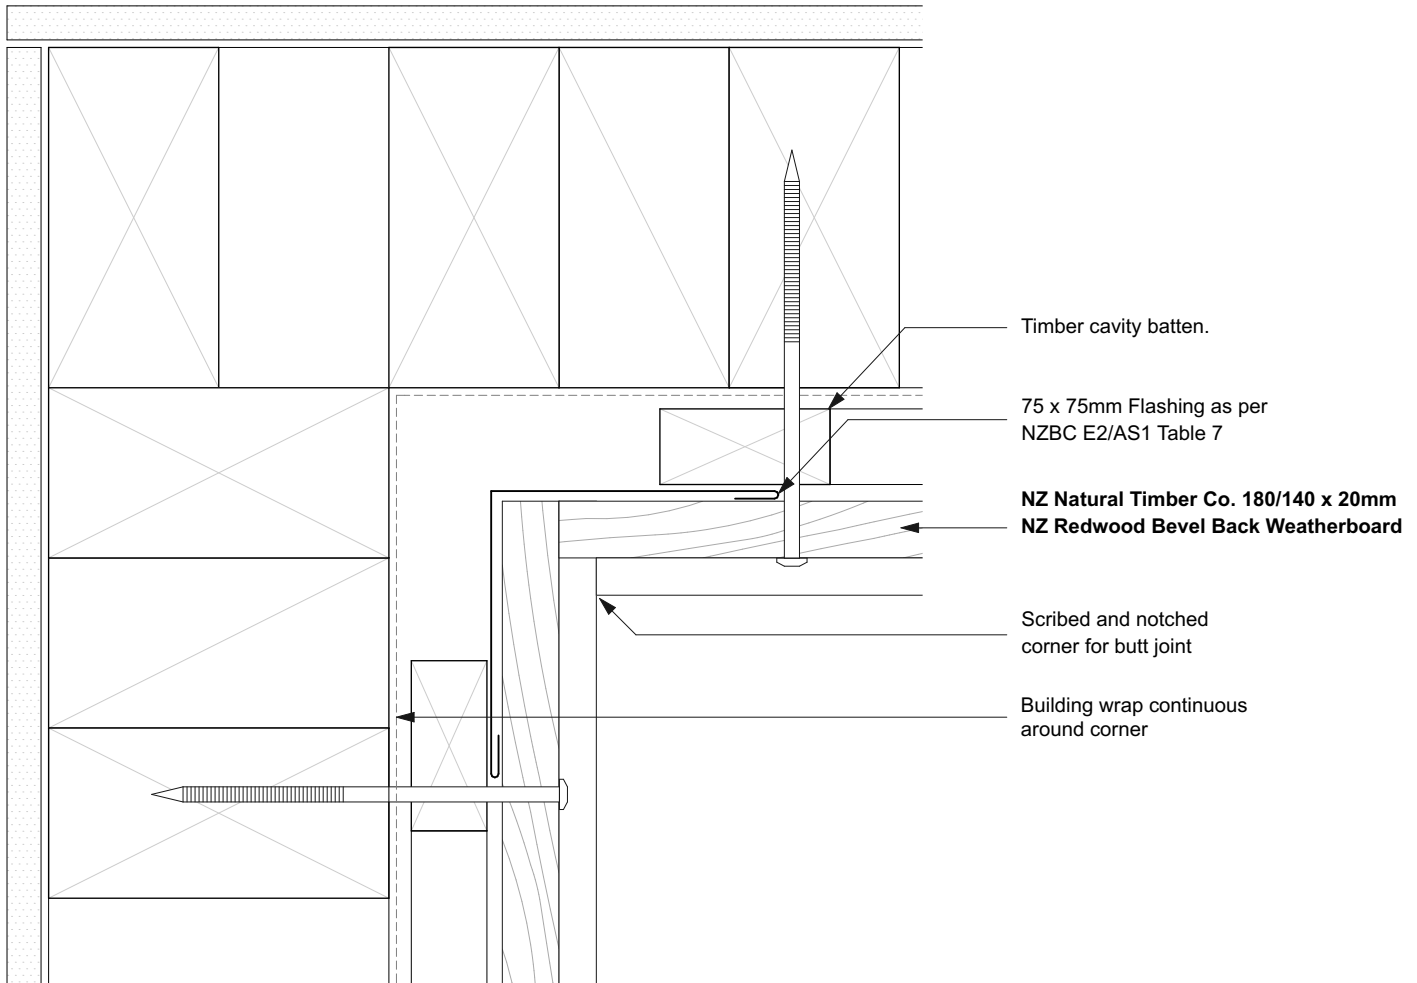 Timber cavity batten.
75 x 75mm Flashing as per
NZBC E2/AS1 Table 7
NZ Natural Timber Co. 180/140 x 20mm
NZ Redwood Bevel Back Weatherboard
Scribed and notched
corner for butt joint
Building wrap continuous
around corner